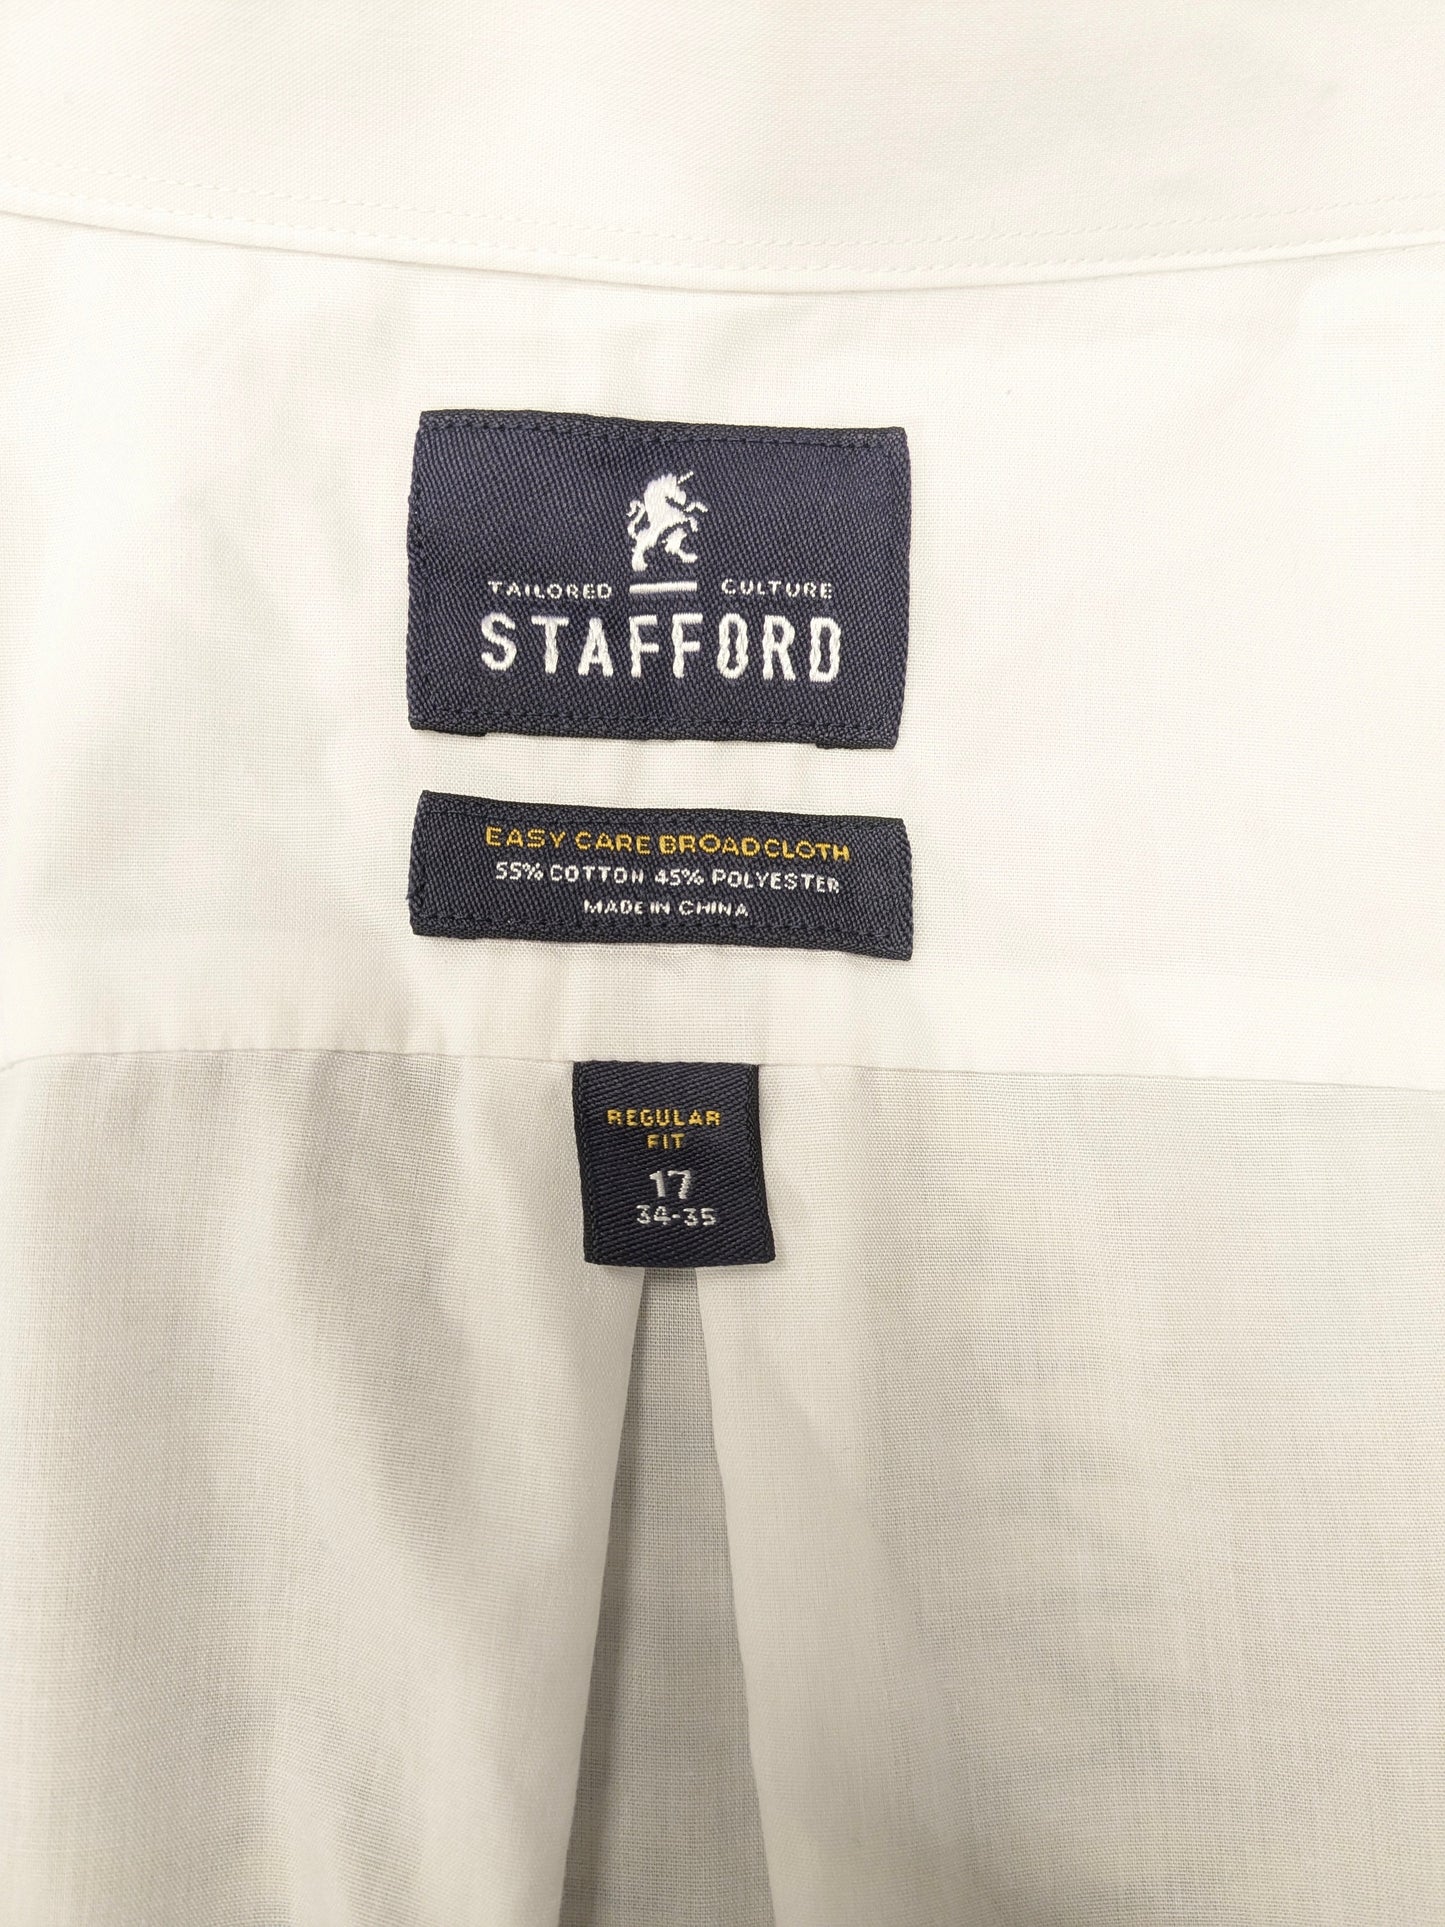 TAILORED CULTURE
STAFFORD
EASY CARE BROADCLOTH
55% COTTON 45% POLYESTER
MADE IN CHINA
REGULAR
FIT
17
34-35